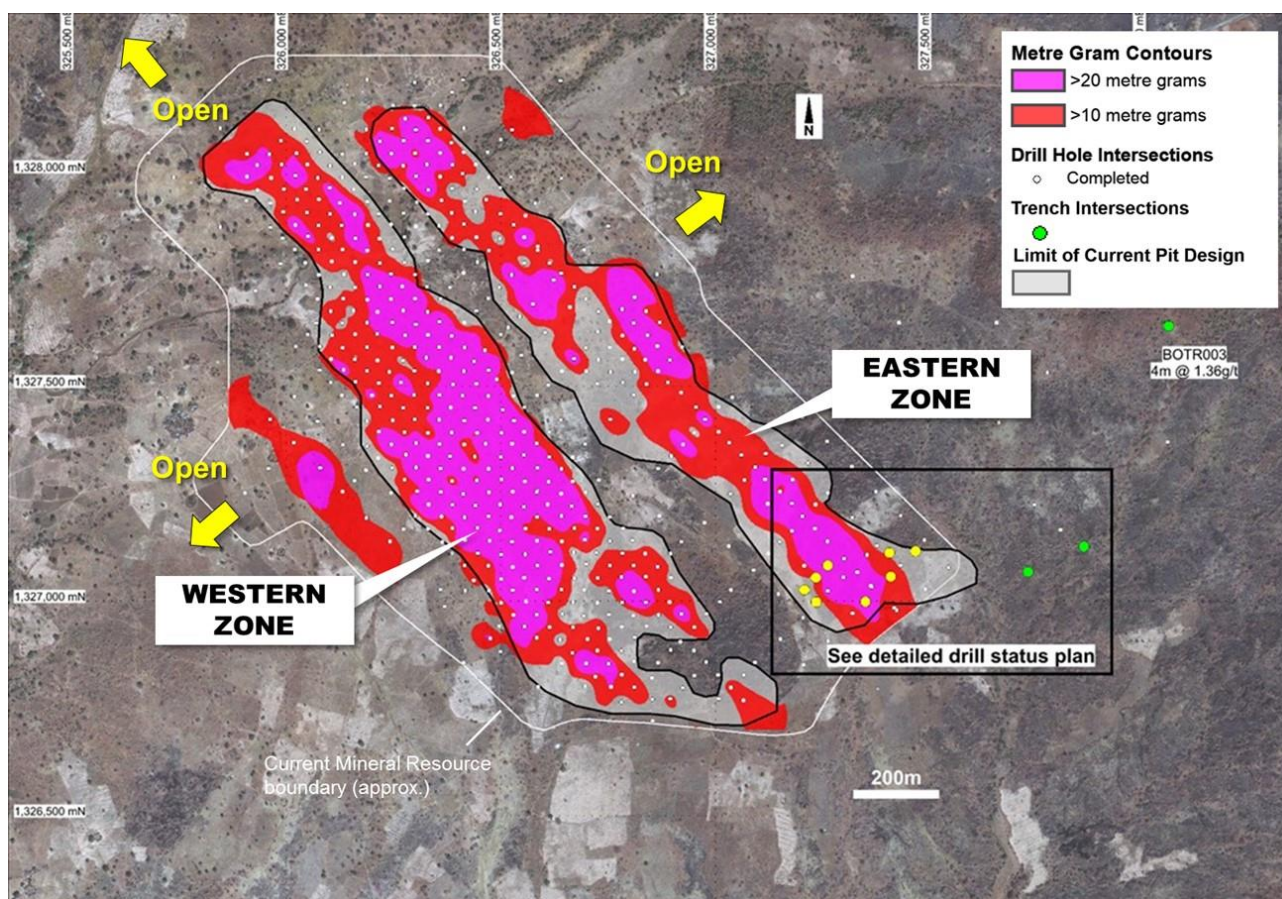 325,500 mE
326,000 mE
326,500 mE
327,000 mE
327,500 mE
Metre Gram Contours
>20 metre grams
>10 metre grams
Drill Hole Intersections
Completed
Trench Intersections
Limit of Current Pit Design
N
Open
Open
Open
1,328,000 mN
1,327,500 mN
1,327,000 mN
1,326,500 mN
BOTR003
4m @ 1.36g/t
EASTERN
ZONE
WESTERN
ZONE
See detailed drill status plan
Current Mineral Resource
boundary (approx.)
200m